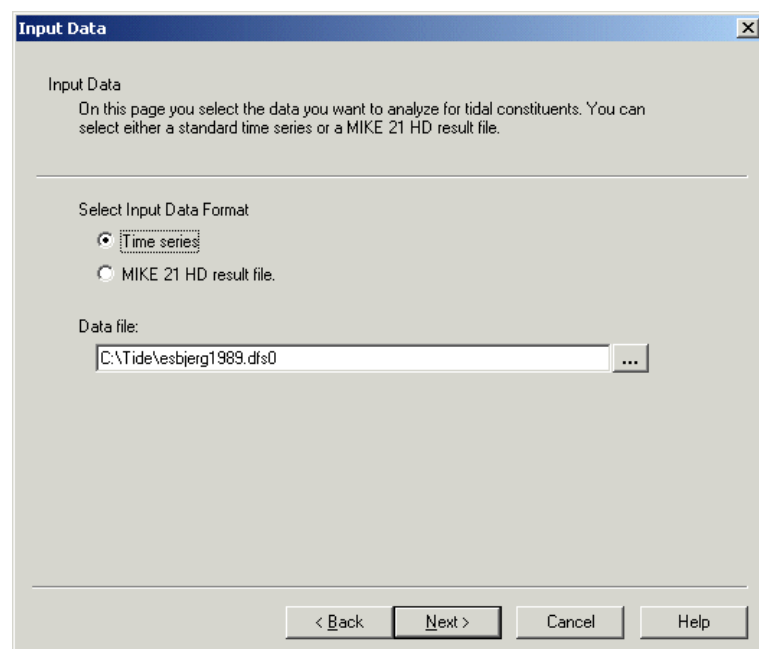 Input Data
Input Data
On this page you select the data you want to analyze for tidal constituents. You can
select either a standard time series or a MIKE 21 HD result file.
Select Input Data Format
Time series
MIKE 21 HD result file.
Data file:
C:\Tide\esbjerg1989.dfs0
...
< Back Next > Cancel Help